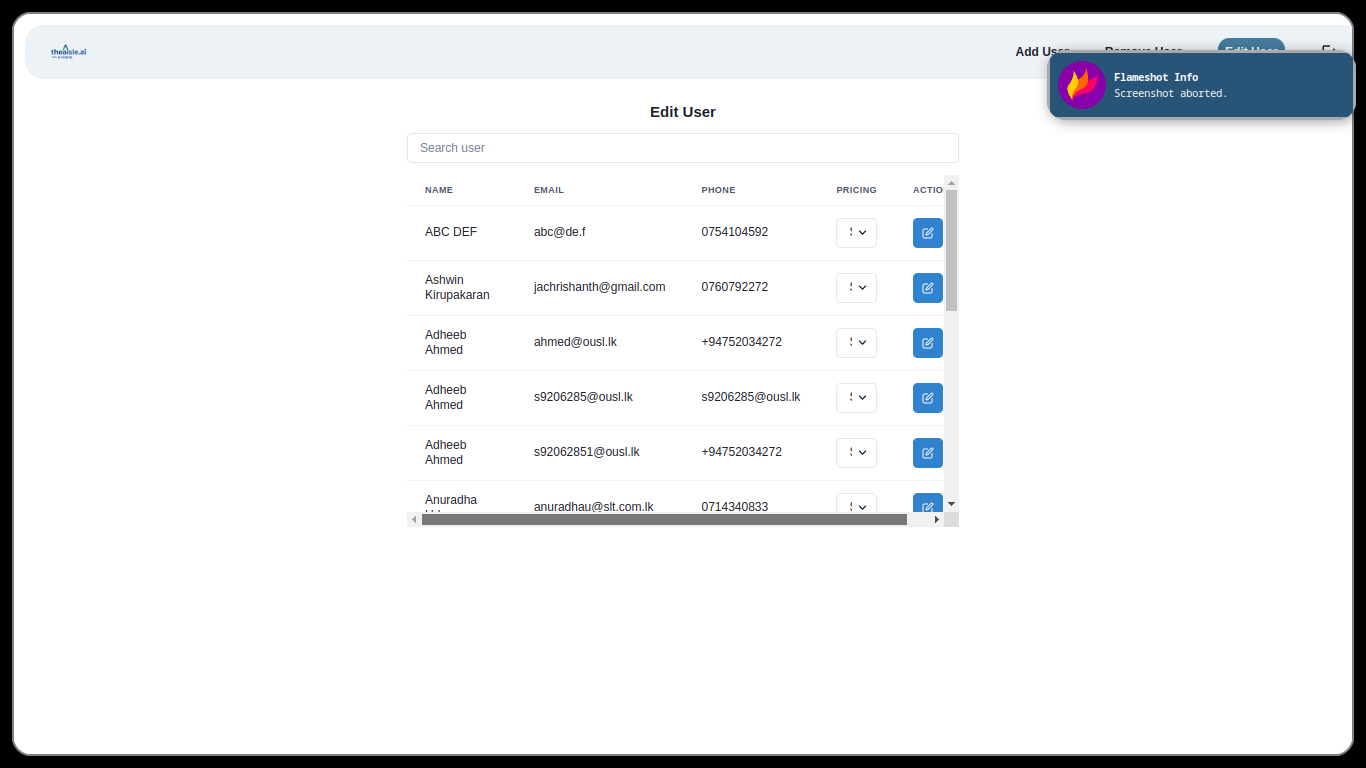 theaisle.ai
Add User Remove User Edit User
Flameshot Info
Screenshot aborted.
Edit User
Search user
NAME EMAIL PHONE PRICING ACTIO
ABC DEF abc@de.f 0754104592 S
Ashwin
Kirupakaran jachrishanth@gmail.com 0760792272 S
Adheeb
Ahmed ahmed@ousl.lk +94752034272 S
Adheeb
Ahmed s9206285@ousl.lk s9206285@ousl.lk S
Adheeb
Ahmed s92062851@ousl.lk +94752034272 S
Anuradha
anuradhau@slt.com.lk 0714340833 S